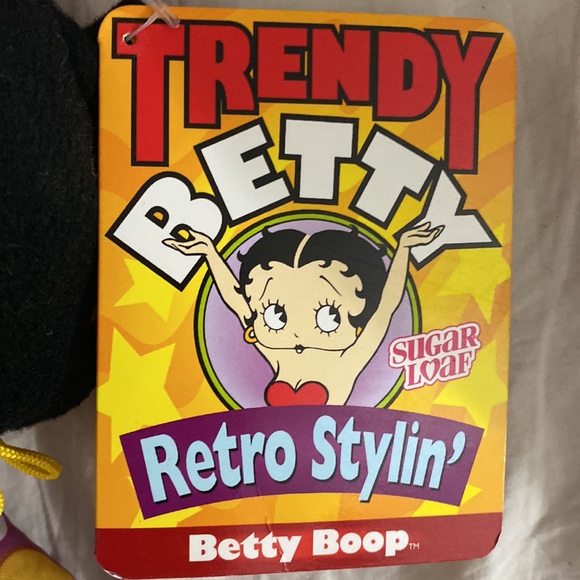 TRENDY
BETTY
SUGAR
LOAF
Retro Stylin'
Betty Boop™